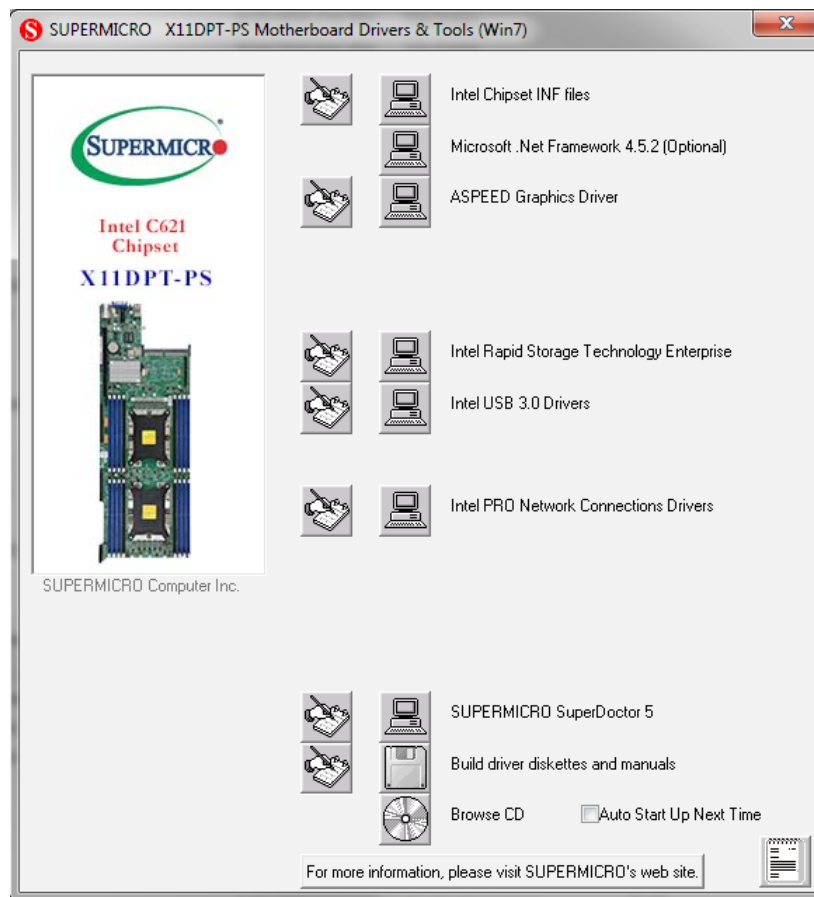 SUPERMICRO X11DPT-PS Motherboard Drivers & Tools (Win7)
SUPERMICRO
Intel C621
Chipset
X11DPT-PS
SUPERMICRO Computer Inc.
Intel Chipset INF files
Microsoft .Net Framework 4.5.2 (Optional)
ASPEED Graphics Driver
Intel Rapid Storage Technology Enterprise
Intel USB 3.0 Drivers
Intel PRO Network Connections Drivers
SUPERMICRO SuperDoctor 5
Build driver diskettes and manuals
Browse CD Auto Start Up Next Time
For more information, please visit SUPERMICRO's web site.